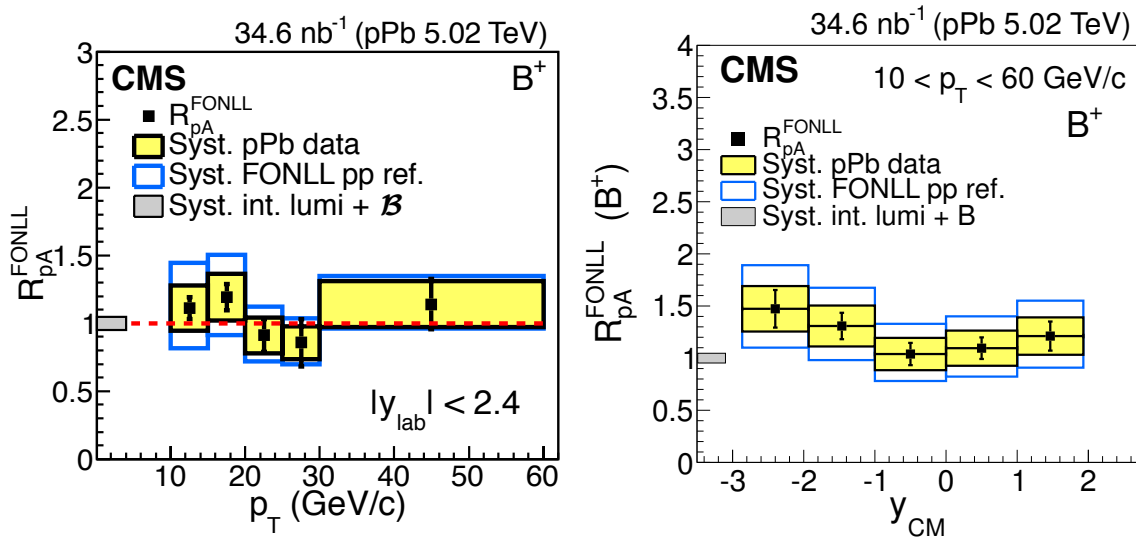 34.6 nb⁻¹ (pPb 5.02 TeV)
CMS
B⁺
R_pA^FONLL
Syst. pPb data
Syst. FONLL pp ref.
Syst. int. lumi + ℬ
|y_lab| < 2.4
R_pA^FONLL
3
2.5
2
1.5
1
0.5
0
10 20 30 40 50 60
p_T (GeV/c)
34.6 nb⁻¹ (pPb 5.02 TeV)
CMS
10 < p_T < 60 GeV/c
B⁺
R_pA^FONLL
Syst. pPb data
Syst. FONLL pp ref.
Syst. int. lumi + B
R_pA^FONLL (B⁺)
4
3.5
3
2.5
2
1.5
1
0.5
0
-3 -2 -1 0 1 2
y_CM